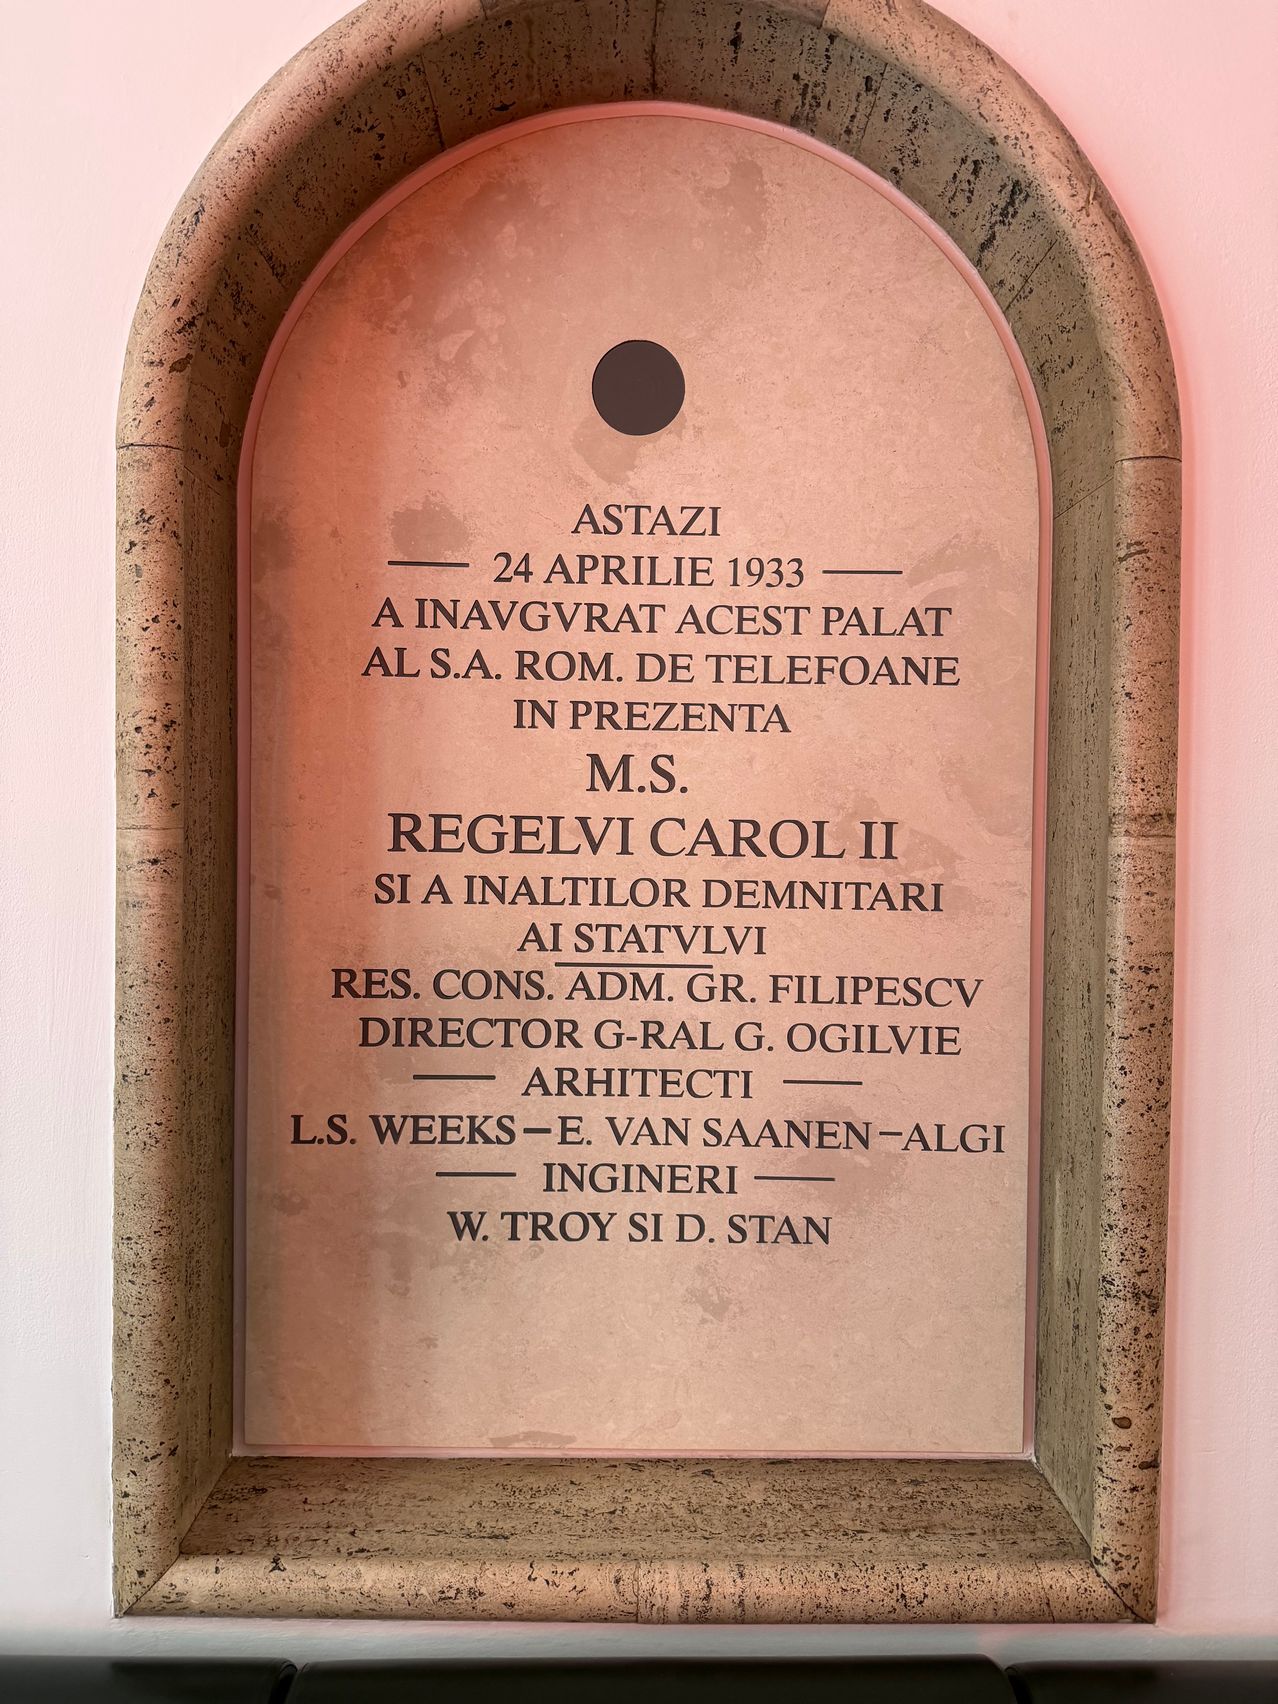 ASTAZI
— 24 APRILIE 1933 —
A INAVGVRAT ACEST PALAT
AL S.A. ROM. DE TELEFOANE
IN PREZENTA
M.S.
REGELVI CAROL II
SI A INALTILOR DEMNITARI
AI STATVLVI
RES. CONS. ADM. GR. FILIPESCV
DIRECTOR G-RAL G. OGILVIE
— ARHITECTI —
L.S. WEEKS – E. VAN SAANEN – ALGI
— INGINERI —
W. TROY SI D. STAN